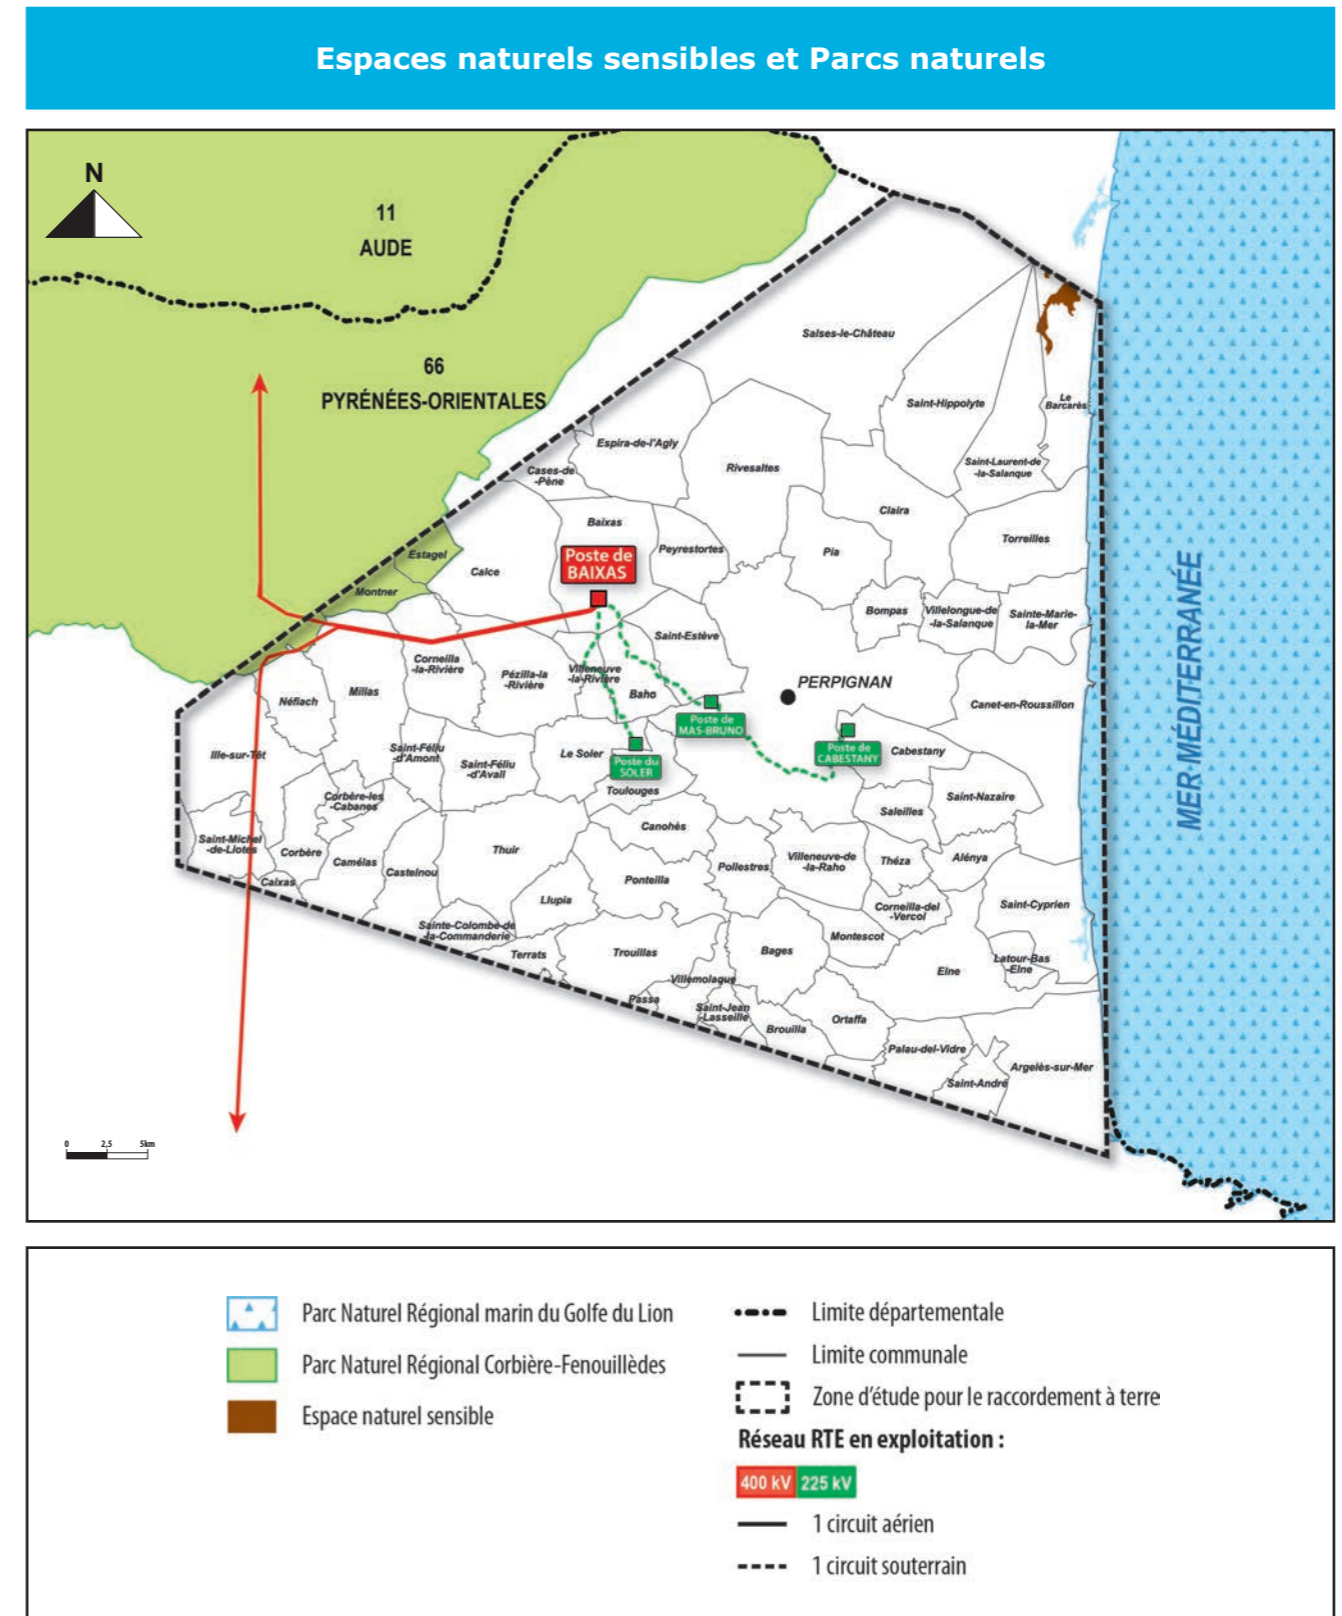 Espaces naturels sensibles et Parcs naturels
N
11
AUDE
66
PYRÉNÉES-ORIENTALES
Salses-le-Château
Saint-Hippolyte
Le
Barcarès
Espira-de-l'Agly
Rivesaltes
Saint-Laurent-de
-la-Salanque
Cases-de
-Pène
Claira
Baixas
Torreilles
Peyrestortes
Pia
Estagel
Calce
Poste de
BAIXAS
Montner
Bompas
Villelongue-de
-la-Salanque
Sainte-Marie-
la-Mer
Saint-Estève
MER MÉDITERRANÉE
Corneilla
-la-Rivière
Pézilla-la
-Rivière
Villeneuve
-la-Rivière
Baho
PERPIGNAN
Néfiach
Millas
Canet-en-Roussillon
Poste de
MAS-BRUNO
Ille-sur-Têt
Saint-Féliu
-d'Amont
Saint-Féliu
-d'Avall
Le Soler
Poste du
SOLER
Poste de
CABESTANY
Cabestany
Toulouges
Corbère-les
-Cabanes
Saleilles
Saint-Nazaire
Canohès
Saint-Michel
-de-Llotes
Corbère
Camélas
Castelnou
Thuir
Ponteilla
Pollestres
Villeneuve-de
-la-Raho
Théza
Alénya
Caixas
Llupia
Corneilla-del
-Vercol
Saint-Cyprien
Sainte-Colombe-de
-la-Commanderie
Terrats
Trouillas
Bages
Montescot
Elne
Latour-Bas
-Elne
Villemolaque
Passa
Saint-Jean
-Lasseille
Brouilla
Ortaffa
Palau-del-Vidre
Saint-André
Argelès-sur-Mer
0 2,5 5km
Parc Naturel Régional marin du Golfe du Lion
Parc Naturel Régional Corbière-Fenouillèdes
Espace naturel sensible
Limite départementale
Limite communale
Zone d'étude pour le raccordement à terre
Réseau RTE en exploitation :
400 kV 225 kV
1 circuit aérien
1 circuit souterrain